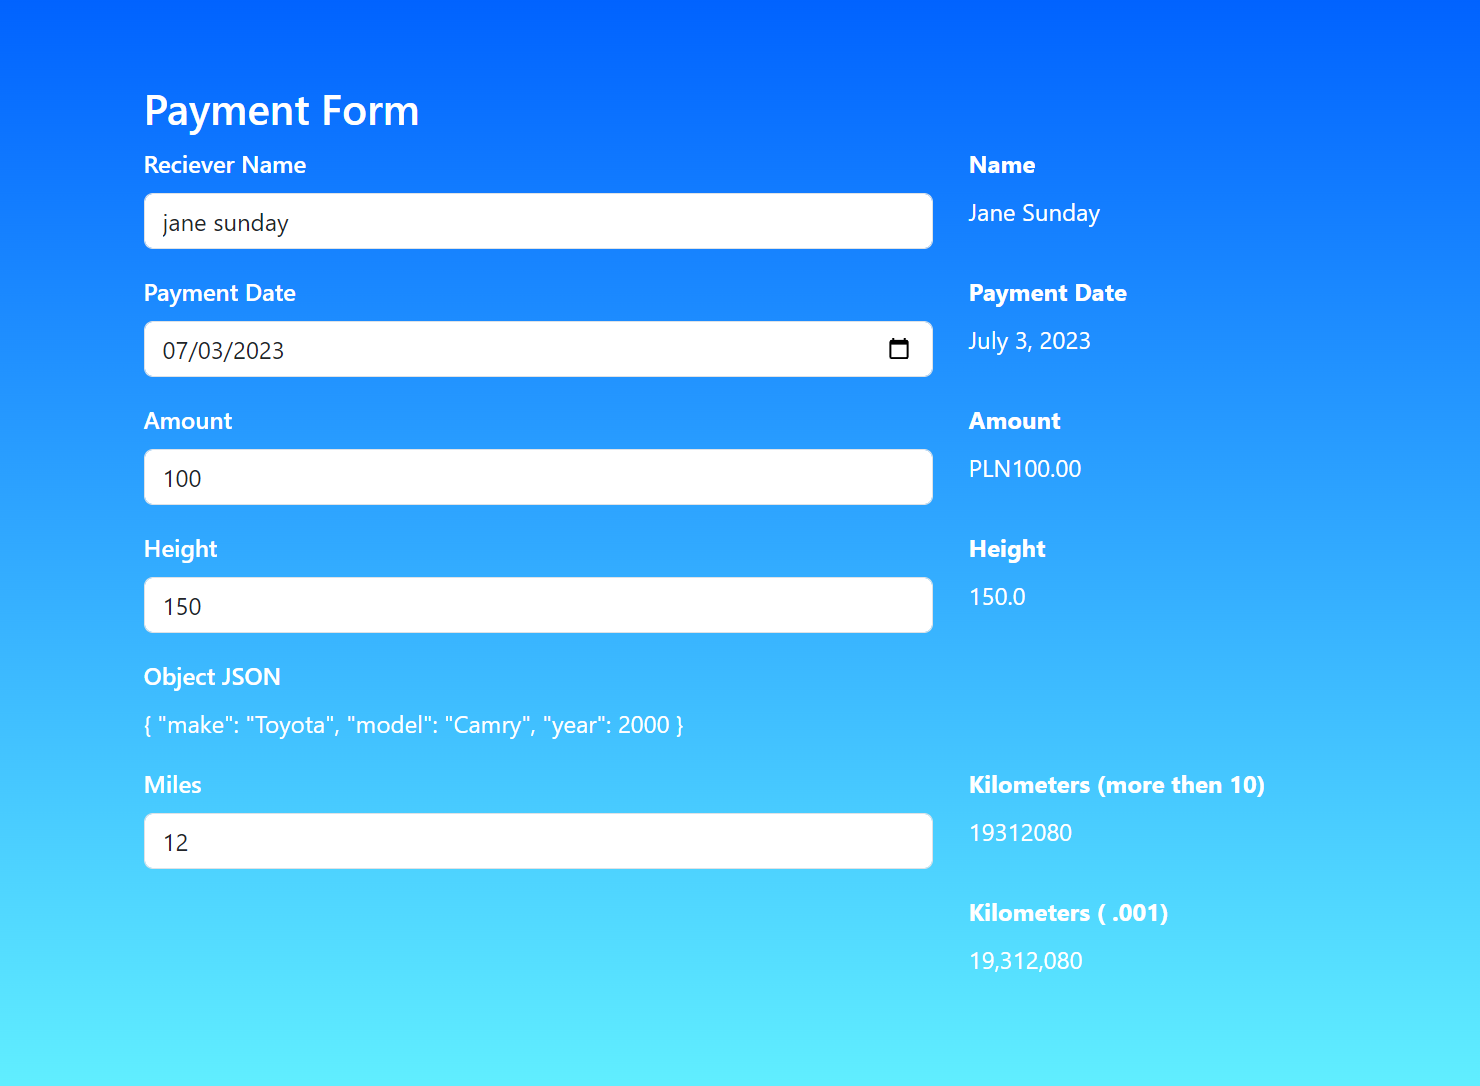 Payment Form
Reciever Name
Name
jane sunday
Jane Sunday
Payment Date
Payment Date
07/03/2023
July 3, 2023
Amount
Amount
100
PLN100.00
Height
Height
150
150.0
Object JSON
{ "make": "Toyota", "model": "Camry", "year": 2000 }
Miles
Kilometers (more then 10)
12
19312080
Kilometers ( .001)
19,312,080